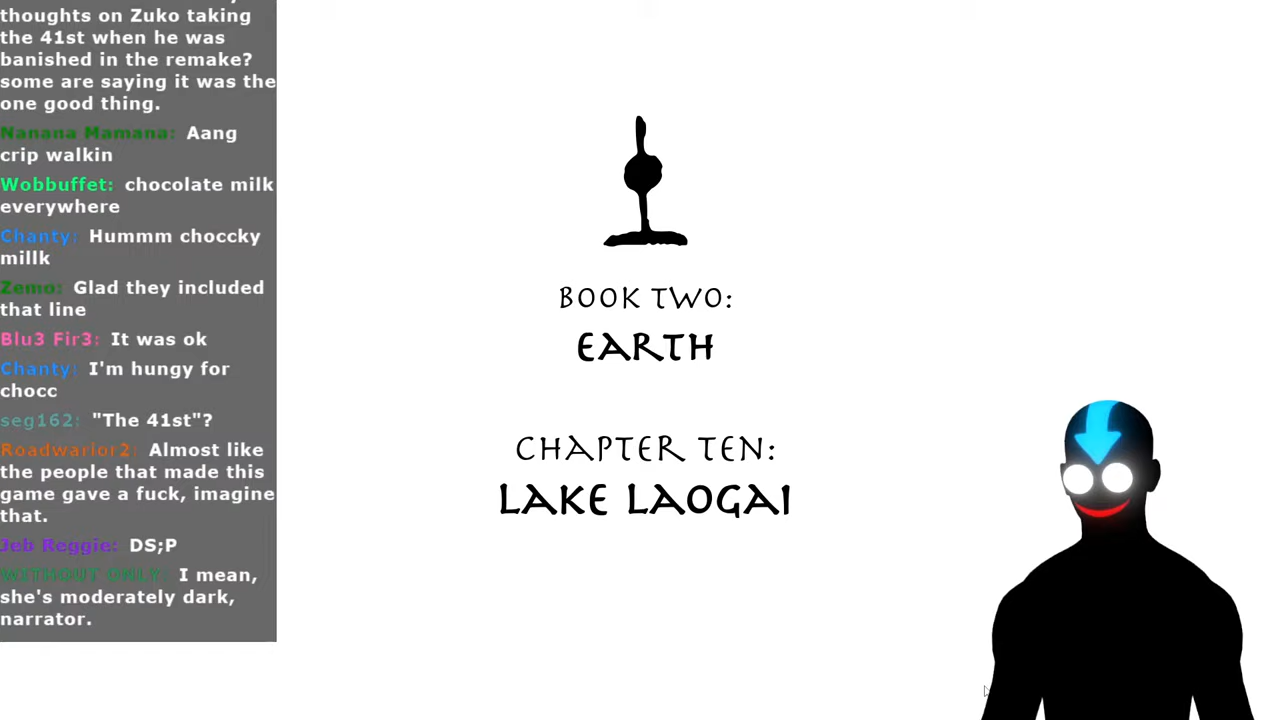 thoughts on Zuko taking
the 41st when he was
banished in the remake?
some are saying it was the
one good thing.
Nanana Mamana: Aang
crip walkin
Wobbuffet: chocolate milk
everywhere
Chanty: Hummm choccky
millk
Zemo: Glad they included
that line
Blu3 Fir3: It was ok
Chanty: I'm hungy for
chocc
seg162: "The 41st"?
Roadwarior2: Almost like
the people that made this
game gave a fuck, imagine
that.
Jeb Reggie: DS;P
WITHOUT ONLY: I mean,
she's moderately dark,
narrator.
BOOK TWO:
EARTH
CHAPTER TEN:
LAKE LAOGAI